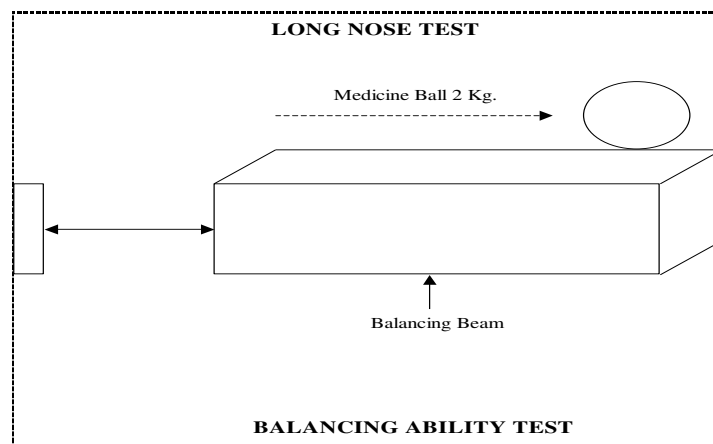 LONG NOSE TEST
Medicine Ball 2 Kg.
Balancing Beam
BALANCING ABILITY TEST